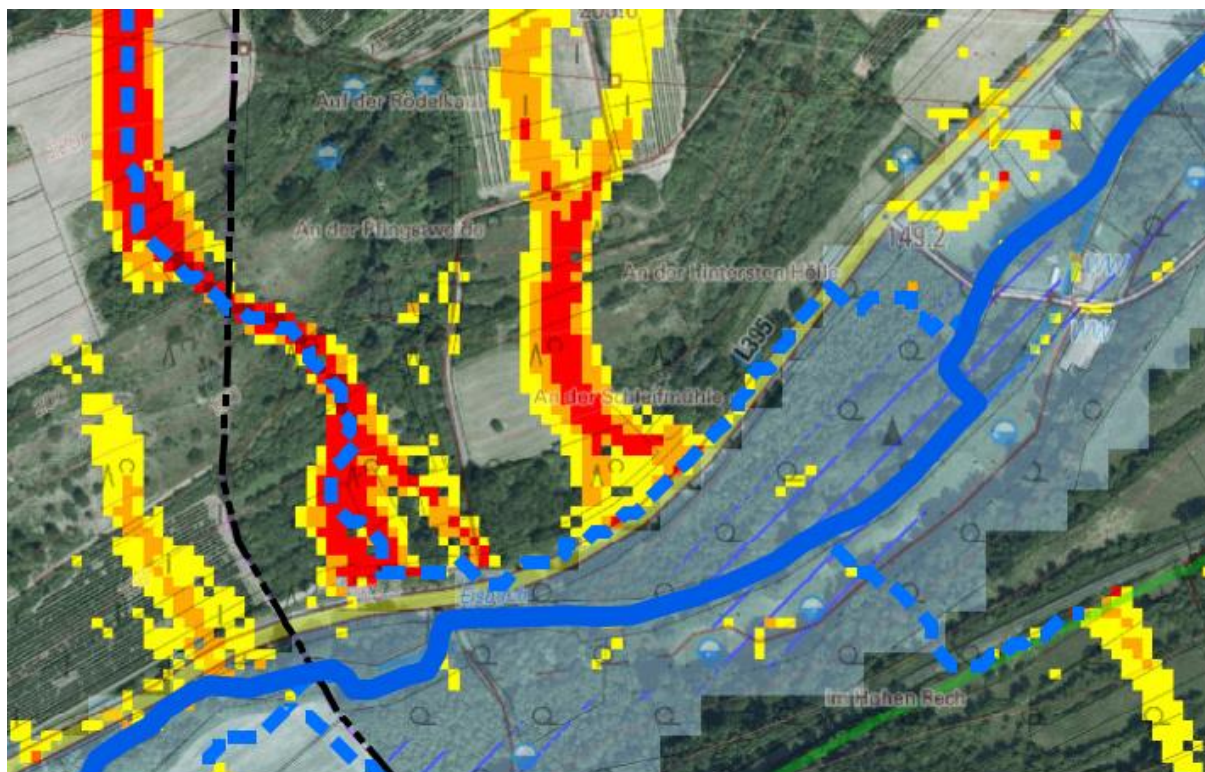 Auf der Rödelkaut
An der Pfingstweide
149.2
An der Hintersten Hölle
L395
An der Schleifmühle
Eisbach
im Hohen Rech